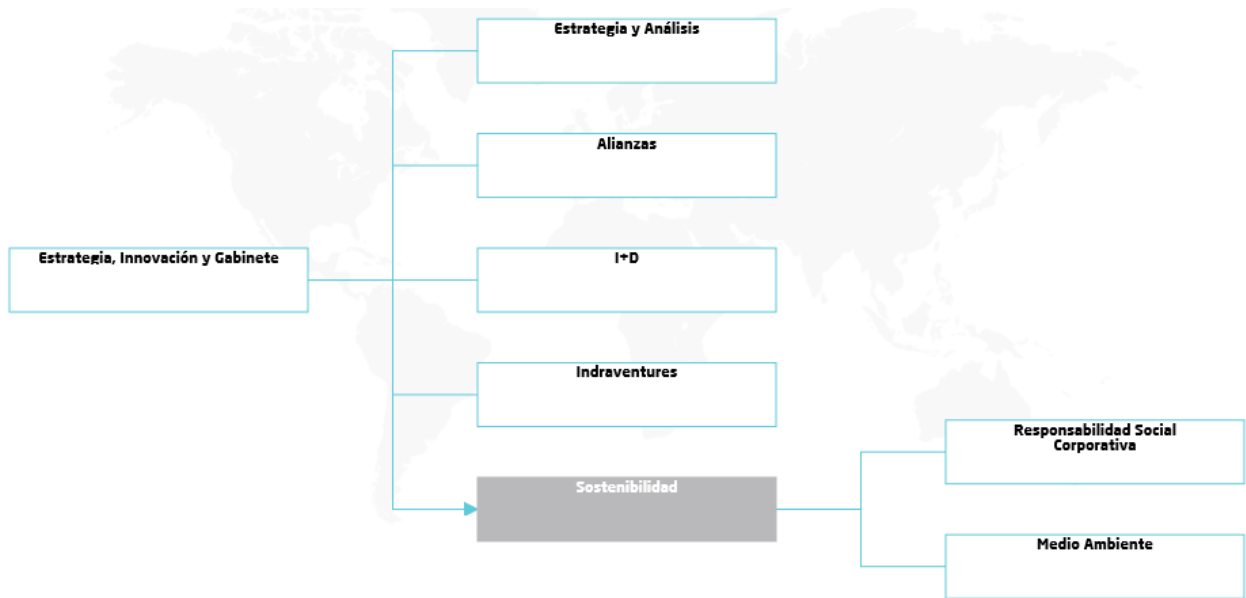 Estrategia y Análisis
Alianzas
Estrategia, Innovación y Gabinete
I+D
Indraventures
Responsabilidad Social
Corporativa
Sostenibilidad
Medio Ambiente